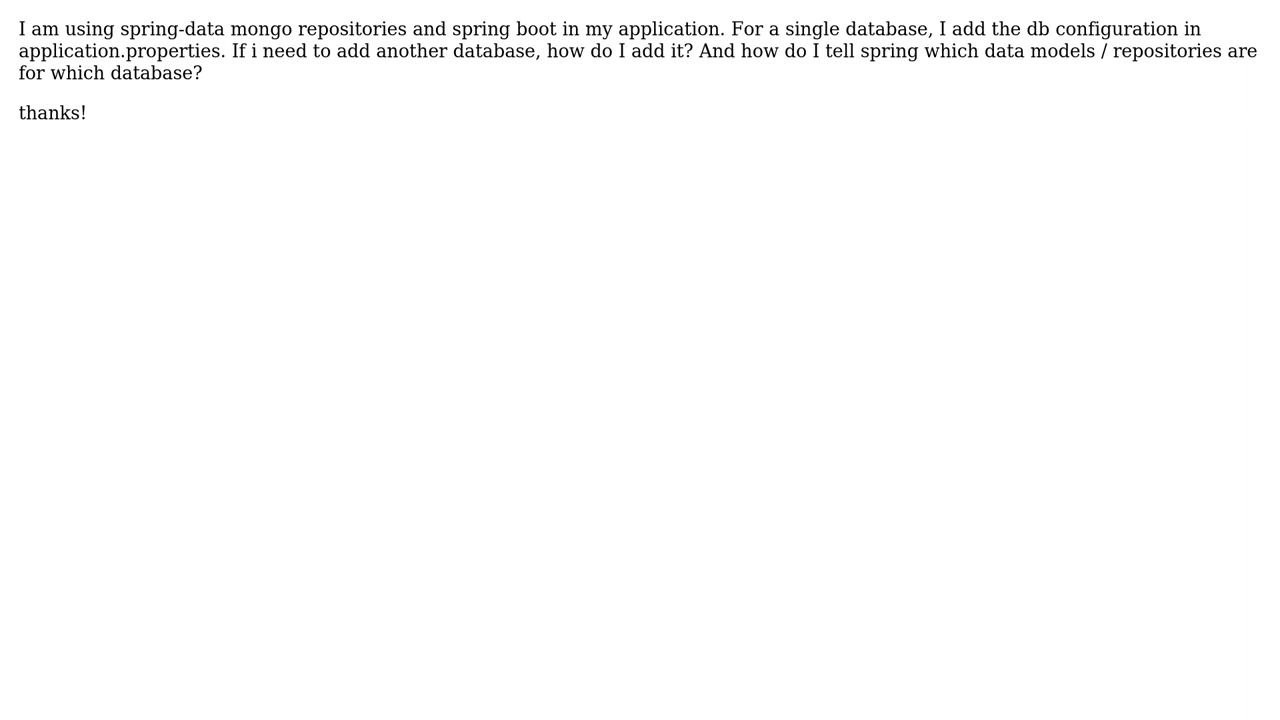 I am using spring-data mongo repositories and spring boot in my application. For a single database, I add the db configuration in
application.properties. If i need to add another database, how do I add it? And how do I tell spring which data models / repositories are
for which database?
thanks!